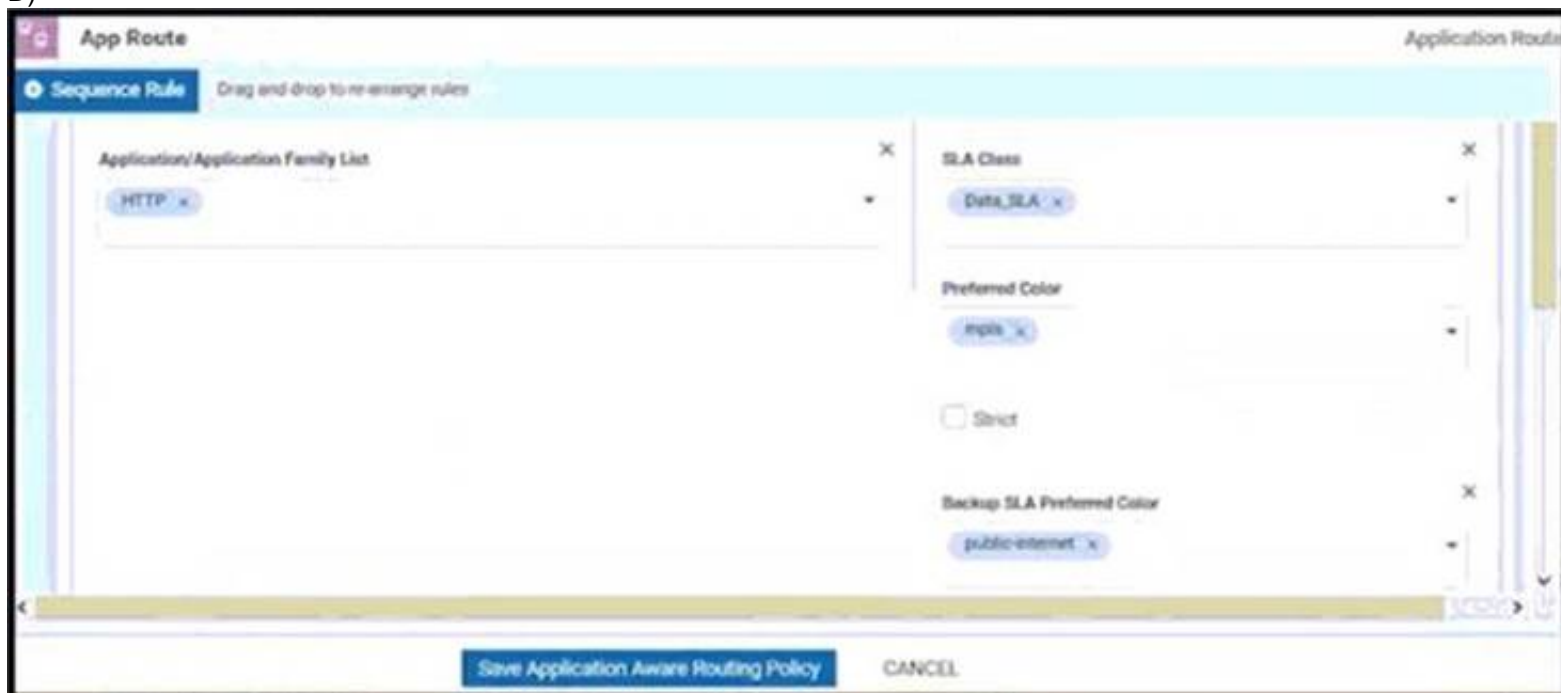 App Route
Application Route
Sequence Rule
Drag and drop to re-arrange rules
Application/Application Family List
HTTP ×
SLA Class
Data_SLA ×
Preferred Color
mpls ×
Strict
Backup SLA Preferred Color
public-internet ×
Save Application Aware Routing Policy
CANCEL